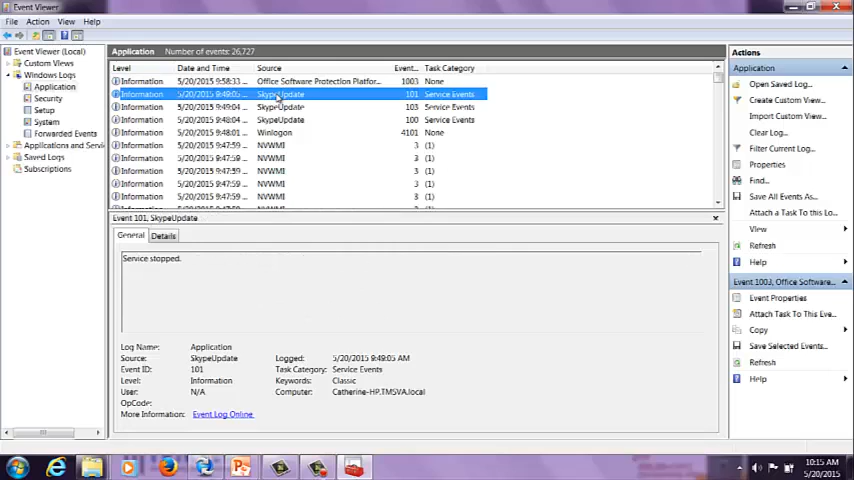 Event Viewer
File Action View Help
Event Viewer (Local)
Custom Views
Windows Logs
Application
Security
Setup
System
Forwarded Events
Applications and Servi
Saved Logs
Subscriptions
Application Number of events: 26,727
Level Date and Time Source Event... Task Category
Information 5/20/2015 9:58:33 ... Office Software Protection Platfor... 1003 None
Information 5/20/2015 9:49:05 ... SkypeUpdate 101 Service Events
Information 5/20/2015 9:49:04 ... SkypeUpdate 103 Service Events
Information 5/20/2015 9:48:04 ... SkypeUpdate 100 Service Events
Information 5/20/2015 9:48:01 ... Winlogon 4101 None
Information 5/20/2015 9:47:59 ... NVWMI 3 (1)
Information 5/20/2015 9:47:59 ... NVWMI 3 (1)
Information 5/20/2015 9:47:59 ... NVWMI 3 (1)
Information 5/20/2015 9:47:59 ... NVWMI 3 (1)
Information 5/20/2015 9:47:59 ... NVWMI 3 (1)
Event 101, SkypeUpdate
General Details
Service stopped.
Log Name: Application
Source: SkypeUpdate Logged: 5/20/2015 9:49:05 AM
Event ID: 101 Task Category: Service Events
Level: Information Keywords: Classic
User: N/A Computer: Catherine-HP.TMSVA.local
OpCode:
More Information: Event Log Online
Actions
Application
Open Saved Log...
Create Custom View...
Import Custom View...
Clear Log...
Filter Current Log...
Properties
Find...
Save All Events As...
Attach a Task To this Lo...
View
Refresh
Help
Event 1003, Office Software...
Event Properties
Attach Task To This Eve...
Copy
Save Selected Events...
Refresh
Help
10:15 AM
5/20/2015